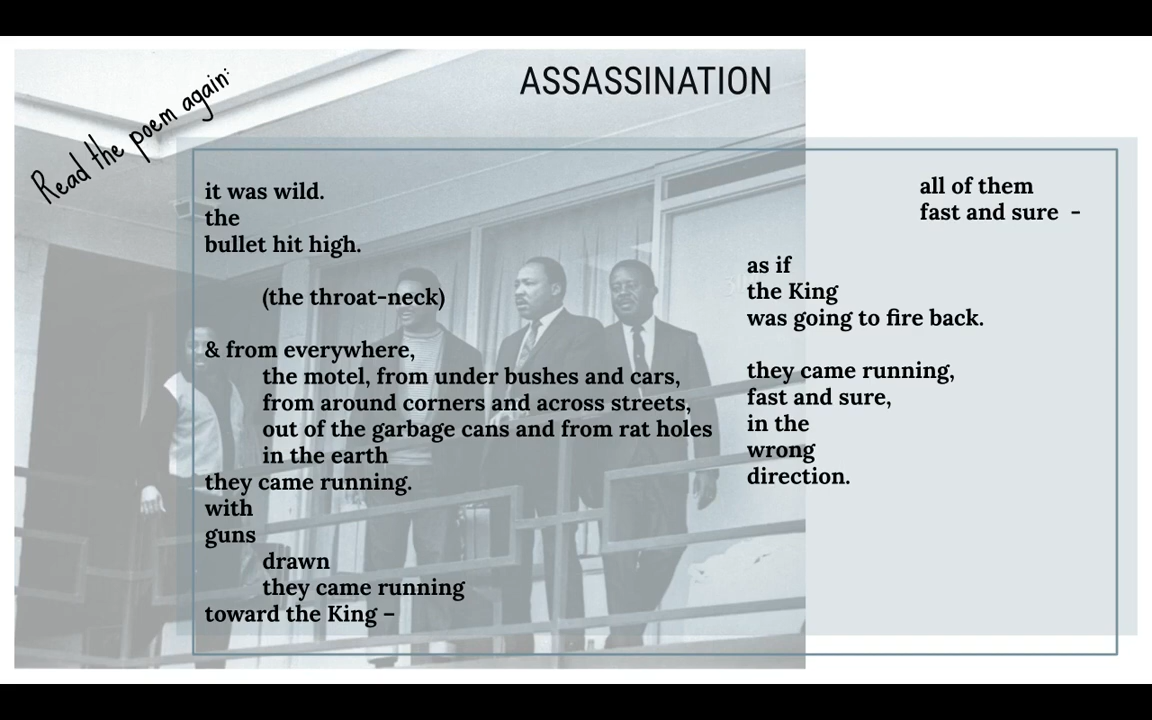 Read the poem again:
ASSASSINATION
it was wild.
the
bullet hit high.
(the throat-neck)
& from everywhere,
the motel, from under bushes and cars,
from around corners and across streets,
out of the garbage cans and from rat holes
in the earth
they came running.
with
guns
drawn
they came running
toward the King –
all of them
fast and sure -
as if
the King
was going to fire back.
they came running,
fast and sure,
in the
wrong
direction.